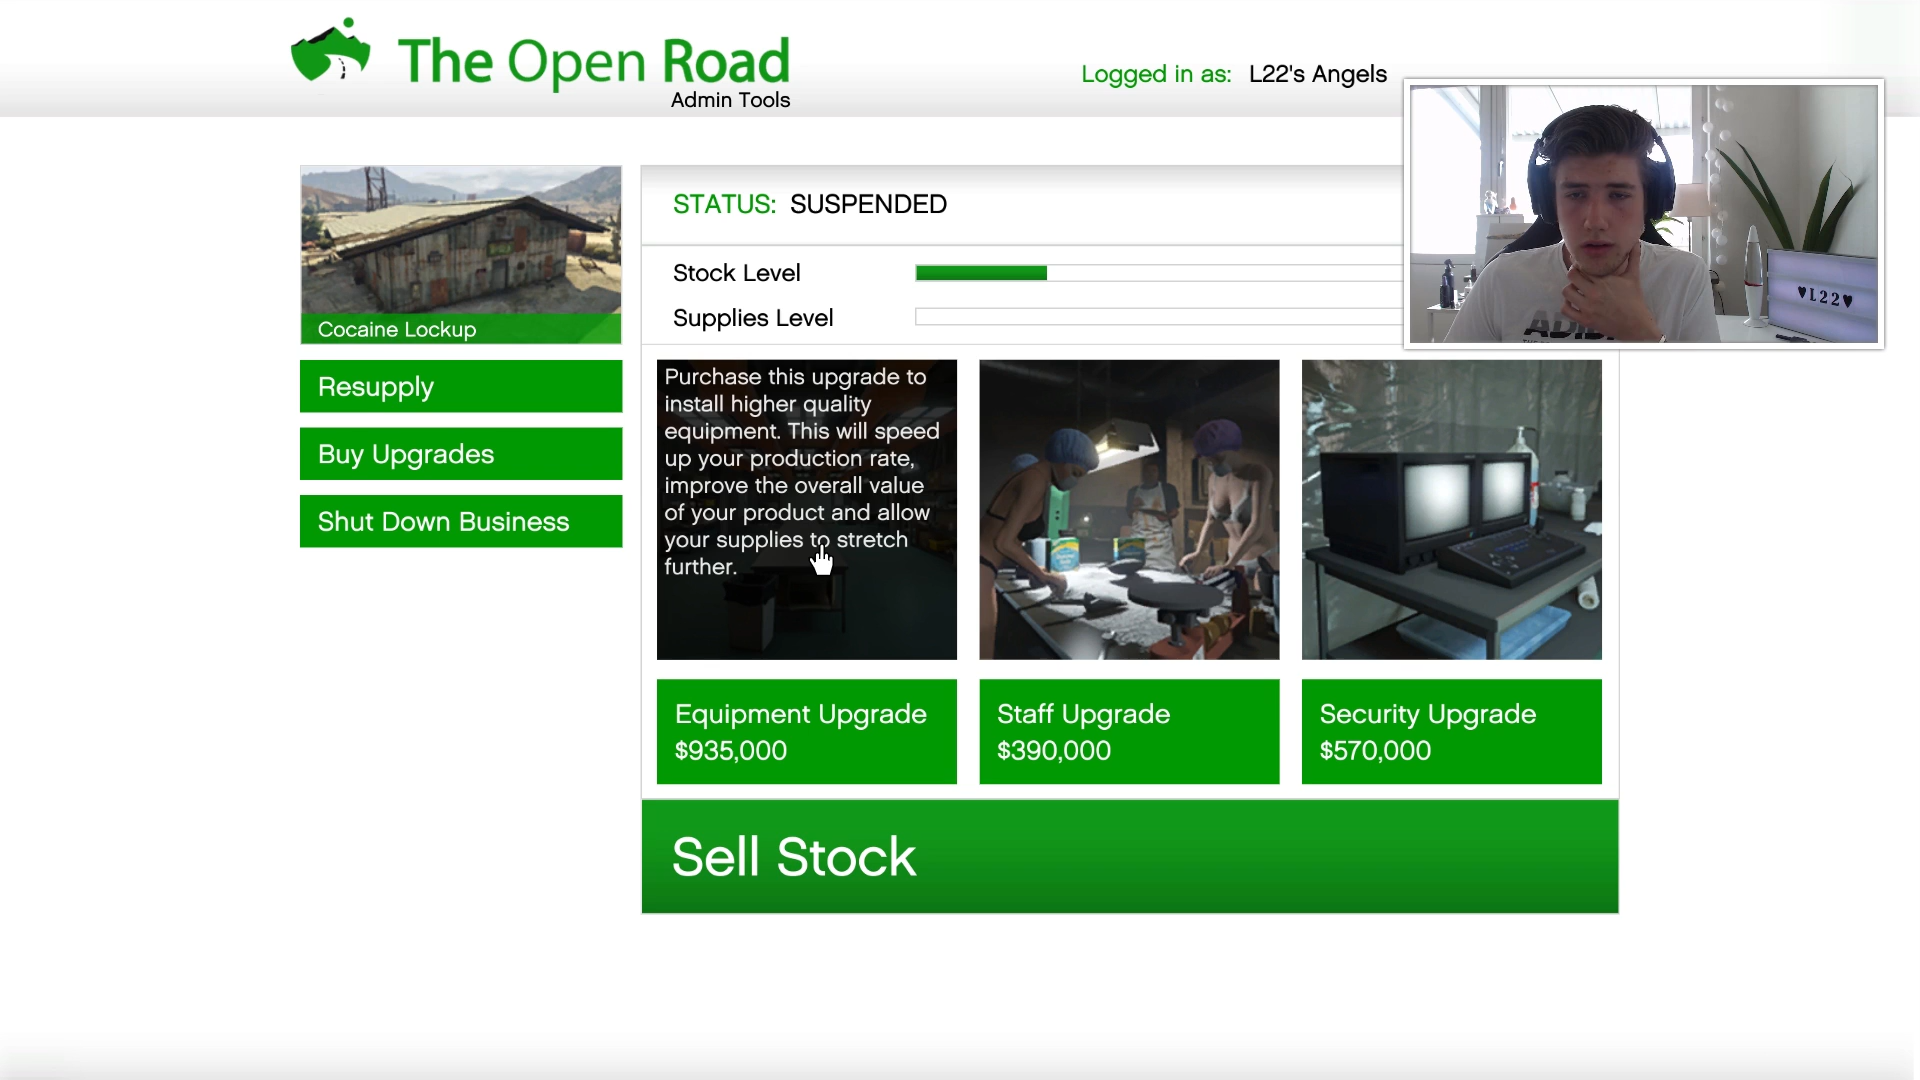 The Open Road
Admin Tools
Logged in as: L22's Angels
STATUS: SUSPENDED
Stock Level
Supplies Level
Cocaine Lockup
Resupply
Buy Upgrades
Shut Down Business
Purchase this upgrade to
install higher quality
equipment. This will speed
up your production rate,
improve the overall value
of your product and allow
your supplies to stretch
further.
Equipment Upgrade
$935,000
Staff Upgrade
$390,000
Security Upgrade
$570,000
Sell Stock
♥L22♥